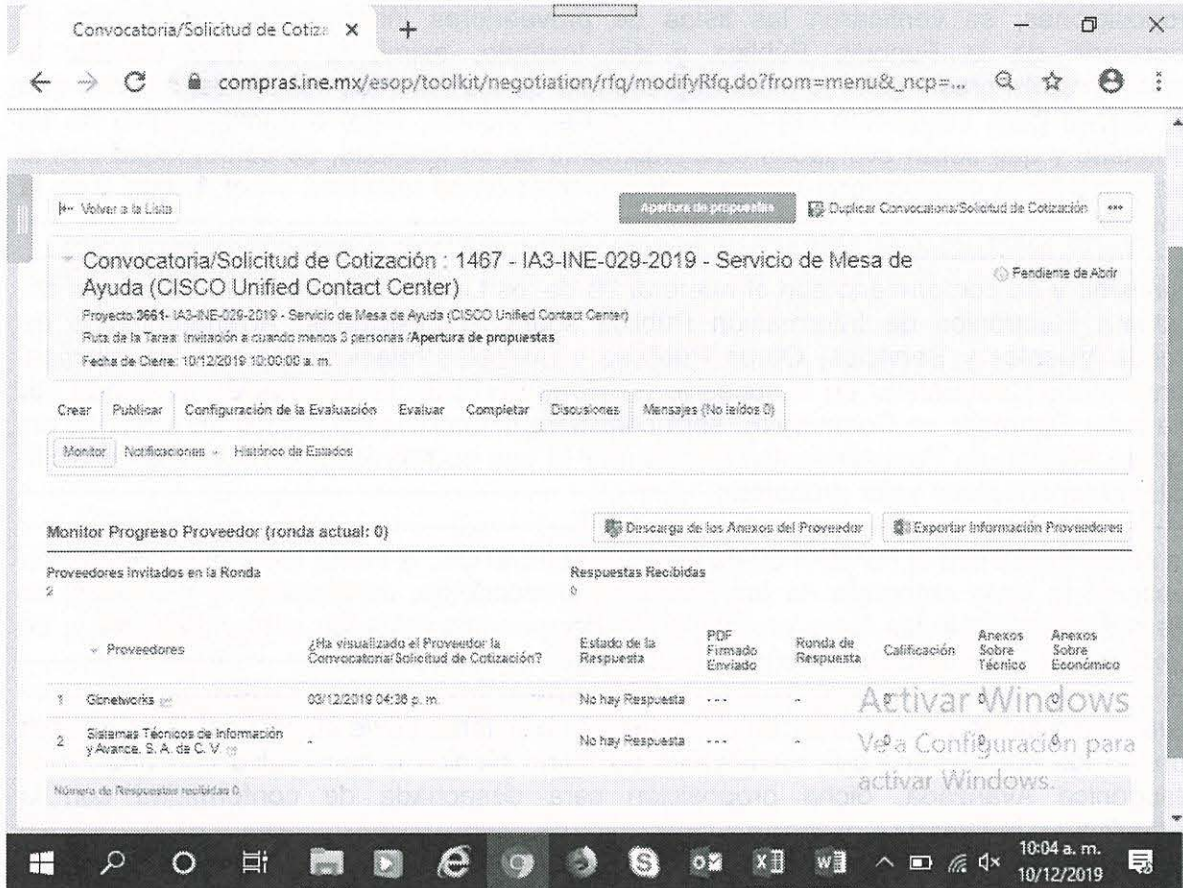 Convocatoria/Solicitud de Cotiza
compras.ine.mx/esop/toolkit/negotiation/rfq/modifyRfq.do?from=menu&_ncp=...
Volver a la Lista
Apertura de propuestas
Duplicar Convocatoria/Solicitud de Cotización
Convocatoria/Solicitud de Cotización : 1467 - IA3-INE-029-2019 - Servicio de Mesa de
Ayuda (CISCO Unified Contact Center)
Pendiente de Abrir
Proyecto:3661- IA3-INE-029-2019 - Servicio de Mesa de Ayuda (CISCO Unified Contact Center)
Ruta de la Tarea: Invitación a cuando menos 3 personas /Apertura de propuestas
Fecha de Cierre: 10/12/2019 10:00:00 a. m.
Crear Publicar Configuración de la Evaluación Evaluar Completar Discusiones Mensajes (No leídos 0)
Monitor Notificaciones Histórico de Estados
Monitor Progreso Proveedor (ronda actual: 0)
Descarga de los Anexos del Proveedor
Exportar Información Proveedores
Proveedores Invitados en la Ronda
2
Respuestas Recibidas
0
Proveedores
¿Ha visualizado el Proveedor la
Convocatoria/Solicitud de Cotización?
Estado de la
Respuesta
PDF
Firmado
Enviado
Ronda de
Respuesta
Calificación
Anexos
Sobre
Técnico
Anexos
Sobre
Económico
1 Gbnetworks 03/12/2019 04:36 p. m. No hay Respuesta --- - 0 0 0
2 Sistemas Técnicos de Información
y Avance, S. A. de C. V. - No hay Respuesta --- - 0 0 0
Número de Respuestas recibidas 0
Activar Windows
Ve a Configuración para
activar Windows.
10:04 a. m.
10/12/2019